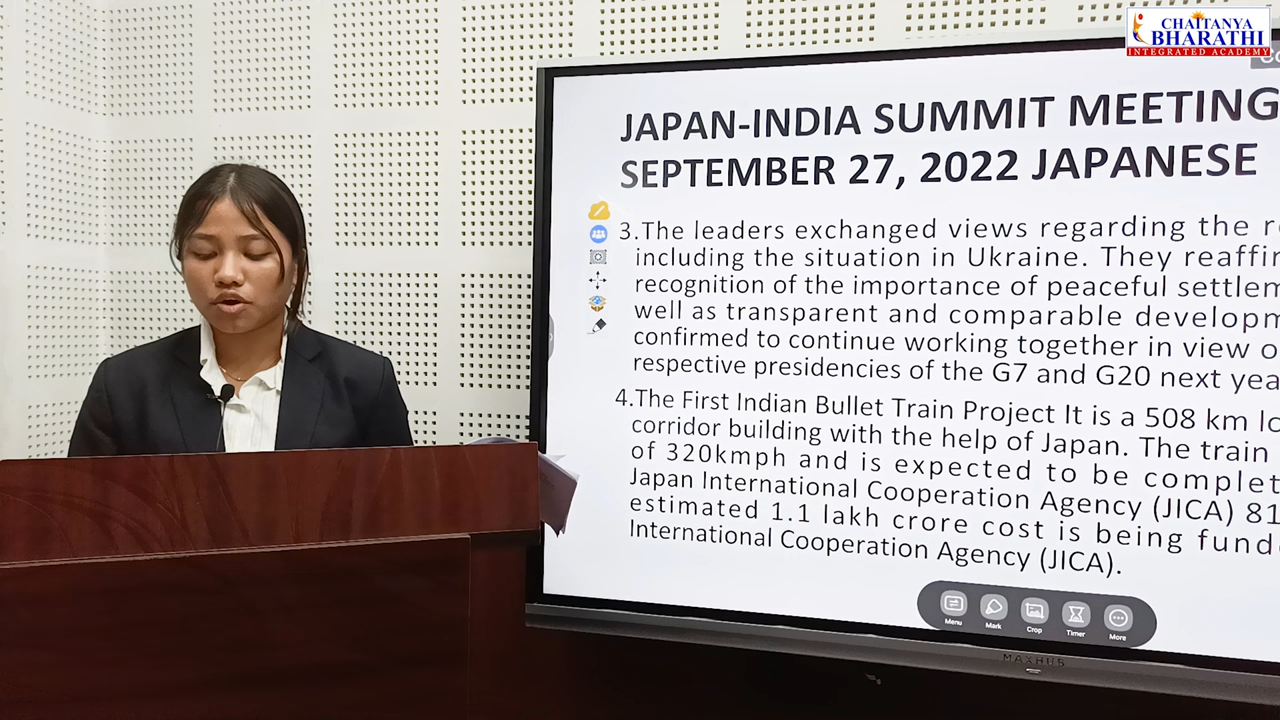 CHAITANYA
BHARATHI
INTEGRATED ACADEMY
JAPAN-INDIA SUMMIT MEETING
SEPTEMBER 27, 2022 JAPANESE
3.The leaders exchanged views regarding the
including the situation in Ukraine. They
recognition of the importance of peaceful
well as transparent and comparable
confirmed to continue working together in view
respective presidencies of the G7 and G20 next
4.The First Indian Bullet Train Project It is a 508 km
corridor building with the help of Japan. The train
of 320kmph and is expected to be
Japan International Cooperation Agency (JICA) 81
estimated 1.1 lakh crore cost is being
International Cooperation Agency (JICA).
Menu Mark Crop Timer More
MAXHUB